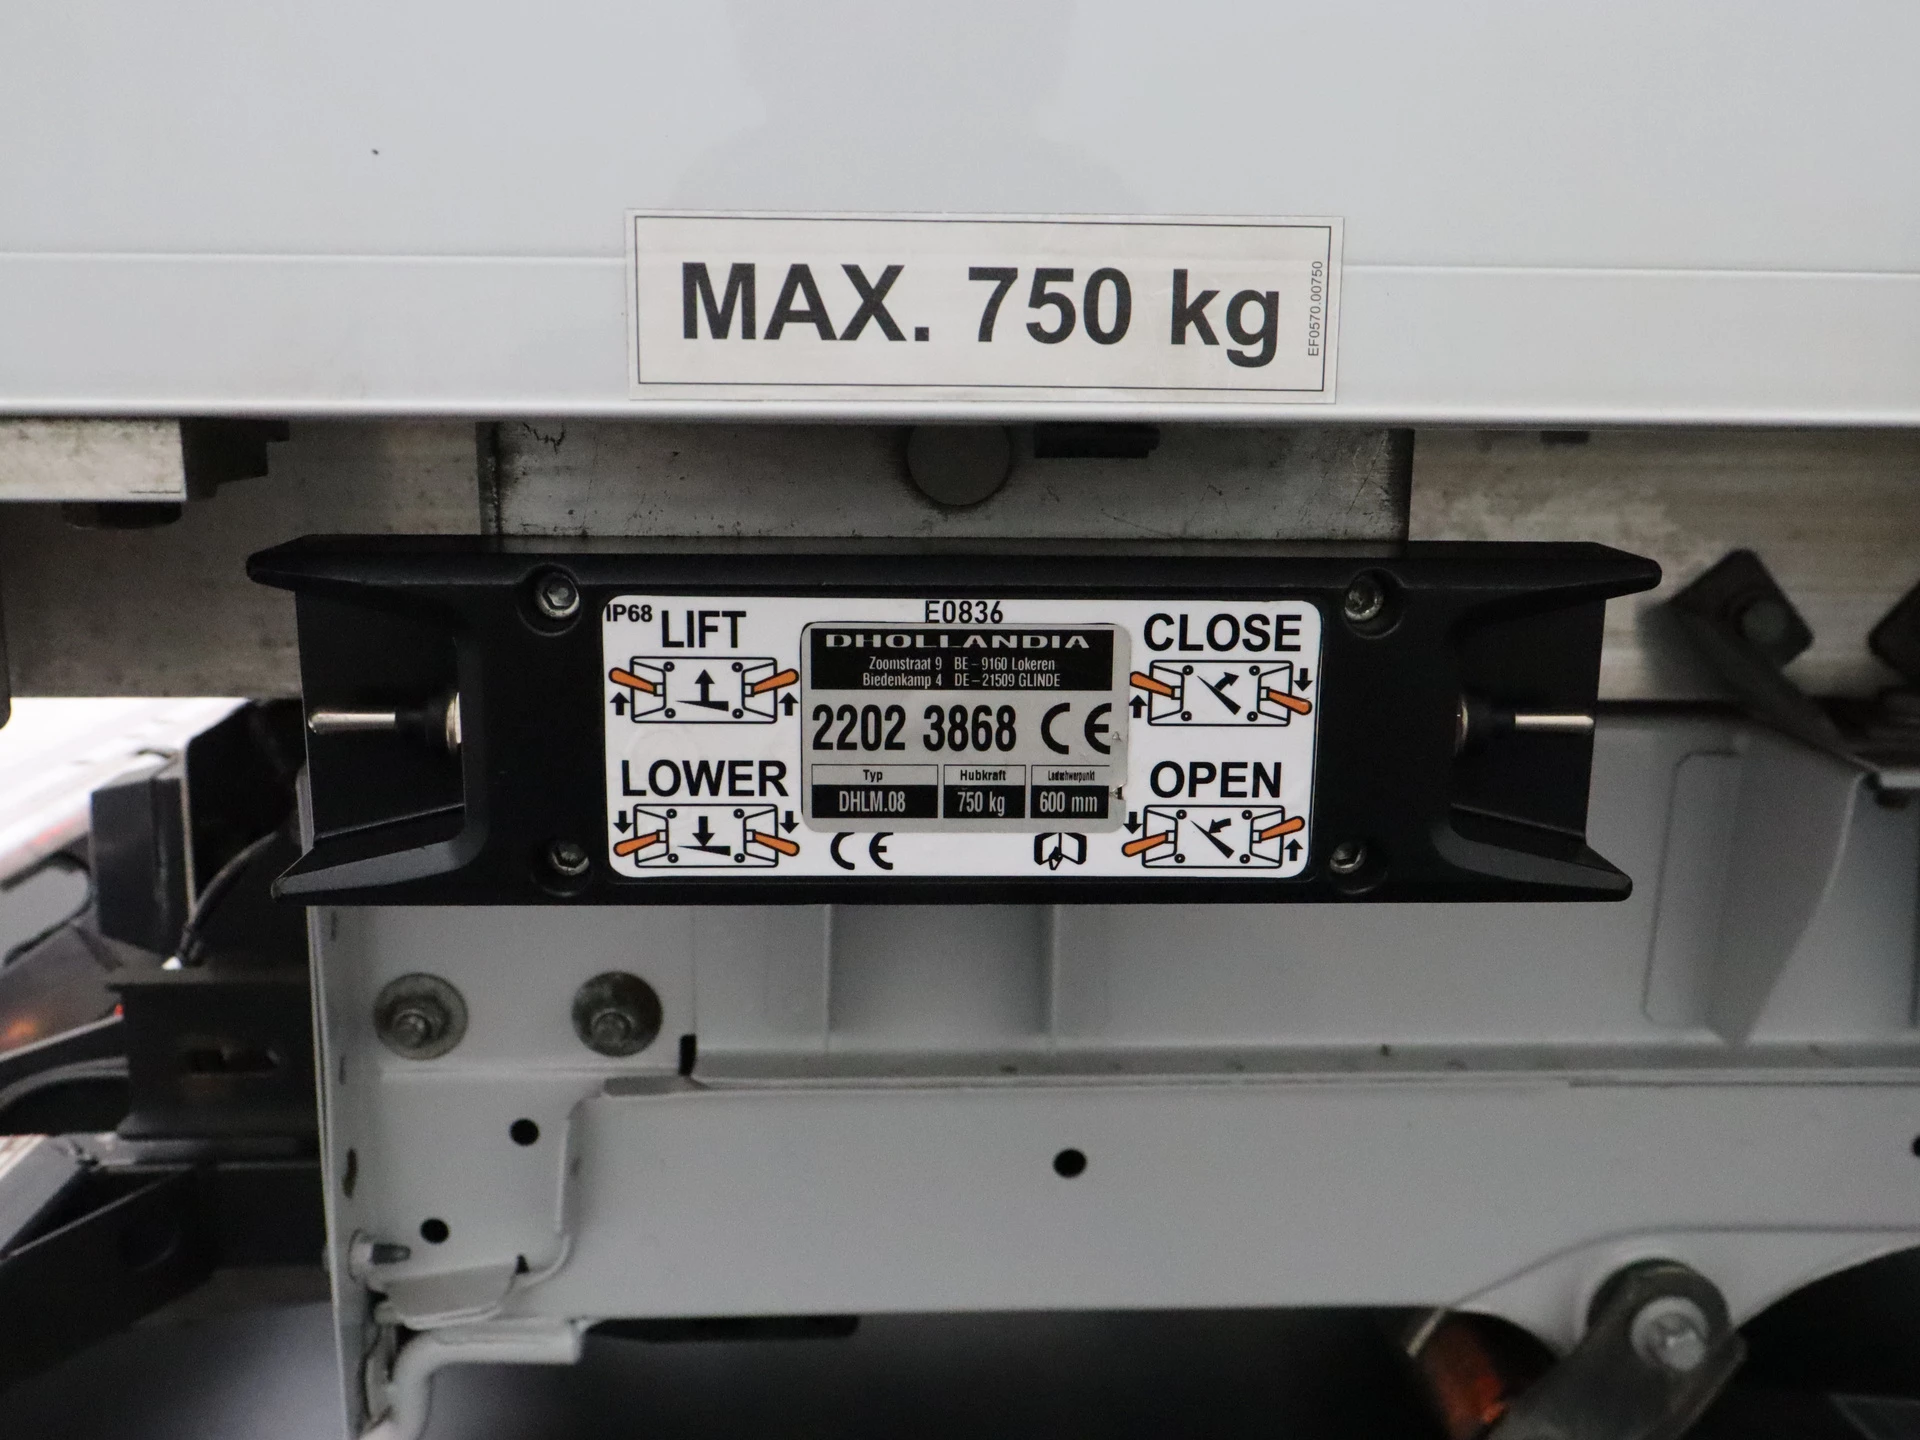 MAX. 750 kg
EF0570.00750
IP68
LIFT
E0836
CLOSE
DHOLLANDIA
Zoomstraat 9 BE-9160 Lokeren
Biedenkamp 4 DE-21509 GLINDE
2202 3868 CE
LOWER
OPEN
Typ Hubkraft Lastschwerpunkt
DHLM.08 750 kg 600 mm
CE